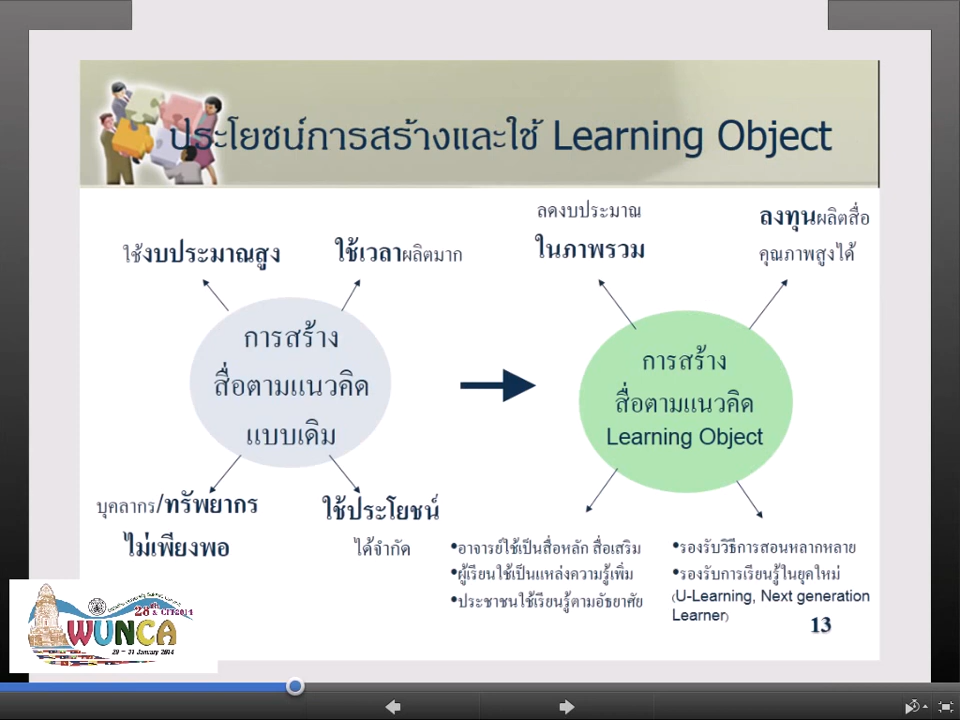 ประโยชน์การสร้างและใช้ Learning Object
ใช้งบประมาณสูง
ใช้เวลาผลิตมาก
การสร้าง
สื่อตามแนวคิด
แบบเดิม
บุคลากร/ทรัพยากร
ไม่เพียงพอ
ใช้ประโยชน์
ได้จำกัด
ลดงบประมาณ
ในภาพรวม
ลงทุนผลิตสื่อ
คุณภาพสูงได้
การสร้าง
สื่อตามแนวคิด
Learning Object
•อาจารย์ใช้เป็นสื่อหลัก สื่อเสริม
•ผู้เรียนใช้เป็นแหล่งความรู้เพิ่ม
•ประชาชนใช้เรียนรู้ตามอัธยาศัย
•รองรับวิธีการสอนหลากหลาย
•รองรับการเรียนรู้ในยุคใหม่
(U-Learning, Next generation
Learner)
13
28th & CIT2014
WUNCA
29 - 31 January 2014